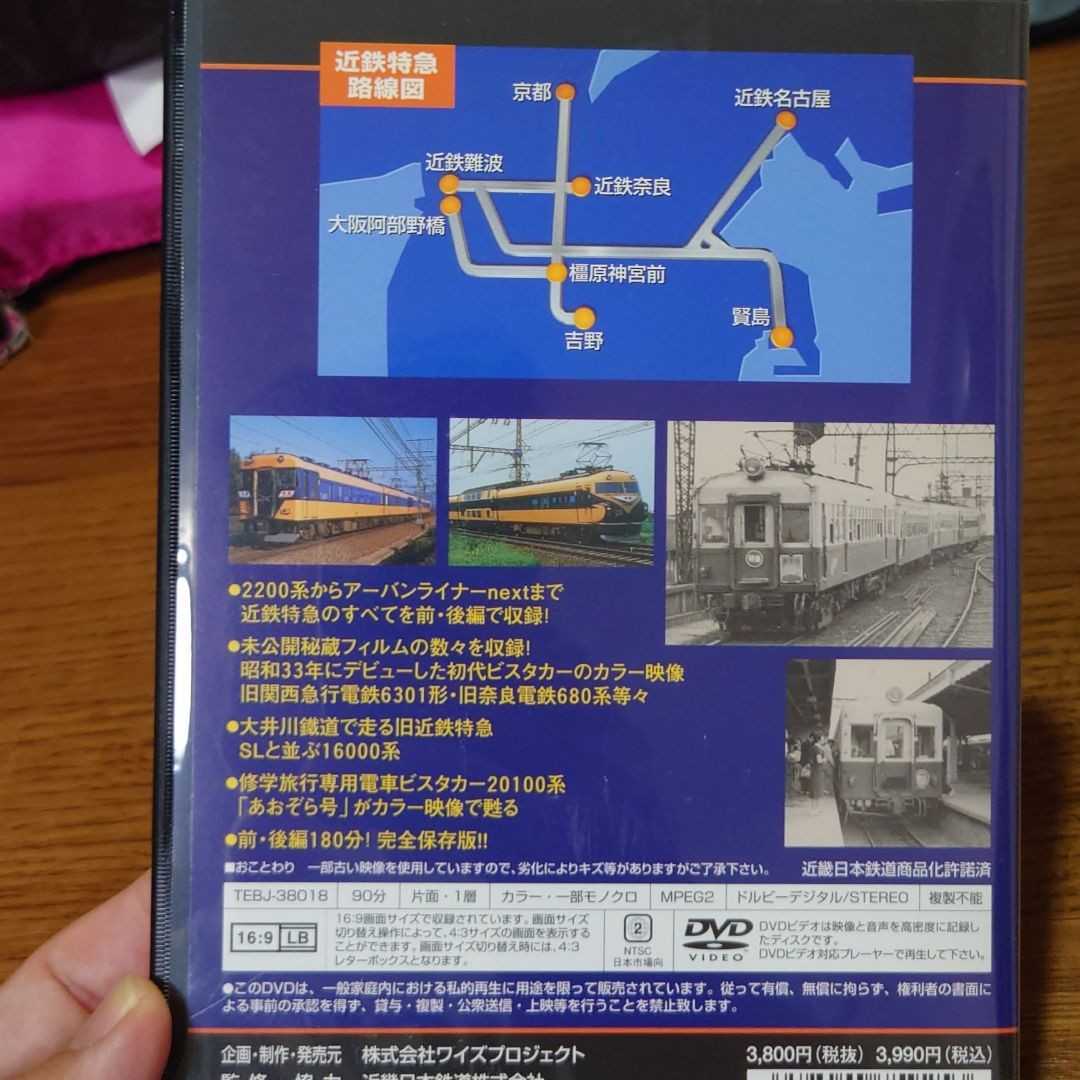 近鉄特急
路線図
京都
近鉄名古屋
近鉄難波
近鉄奈良
大阪阿部野橋
橿原神宮前
賢島
吉野
●2200系からアーバンライナーnextまで
近鉄特急のすべてを前・後編で収録!
●未公開秘蔵フィルムの数々を収録!
昭和33年にデビューした初代ビスタカーのカラー映像
旧関西急行電鉄6301形・旧奈良電鉄680系等々
●大井川鐵道で走る旧近鉄特急
SLと並ぶ16000系
●修学旅行専用電車ビスタカー20100系
「あおぞら号」がカラー映像で甦る
●前・後編180分! 完全保存版!!
■おことわり 一部古い映像を使用していますので、劣化によりキズ等がありますがご了承下さい。 近畿日本鉄道商品化許諾済
TEBJ-38018 90分 片面・1層 カラー・一部モノクロ MPEG2 ドルビーデジタル/STEREO 複製不能
16:9 LB
16:9画面サイズで収録されています。画面サイズ
切り替え操作によって、4:3サイズの画面を表示する
ことができます。画面サイズ切り替え時には、4:3
レターボックスとなります。
2
NTSC
日本市場向
DVD
VIDEO
DVDビデオは映像と音声を高密度に記録し
たディスクです。
DVDビデオ対応プレーヤーで再生して下さい。
●このDVDは、一般家庭内における私的再生に用途を限って販売されています。従って有償、無償に拘らず、権利者の書面に
よる事前の承認を得ず、貸与・複製・公衆送信・上映等を行うことを禁止致します。
企画・制作・発売元 株式会社ワイズプロジェクト 3,800円(税抜) 3,990円(税込)
監修 協力 近畿日本鉄道株式会社